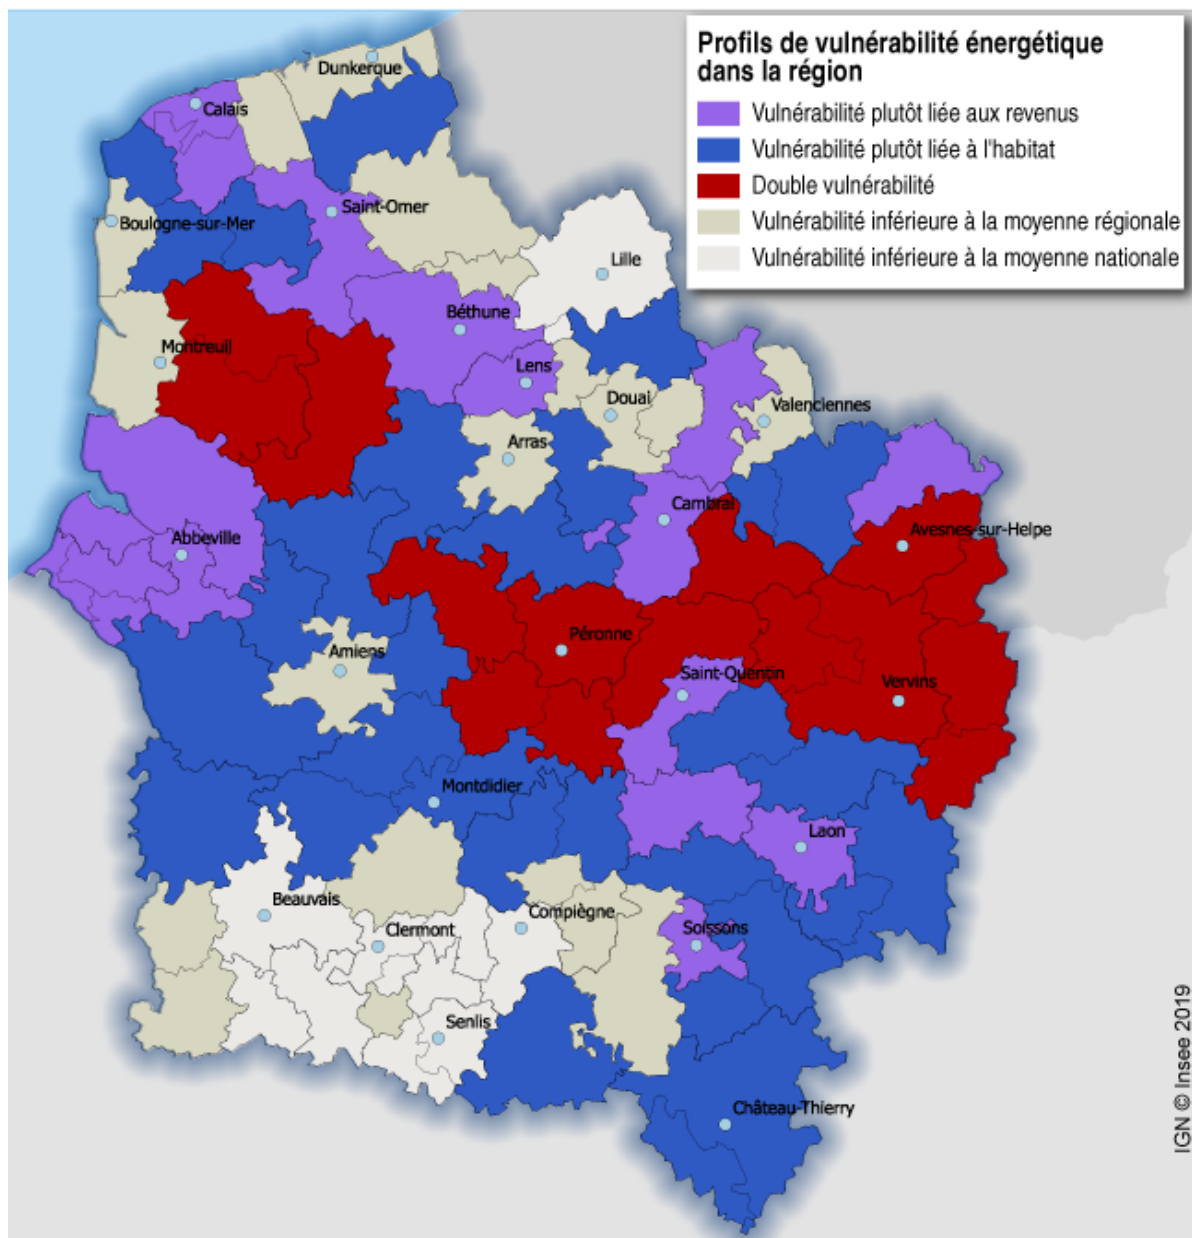 Profils de vulnérabilité énergétique
dans la région
Vulnérabilité plutôt liée aux revenus
Vulnérabilité plutôt liée à l'habitat
Double vulnérabilité
Vulnérabilité inférieure à la moyenne régionale
Vulnérabilité inférieure à la moyenne nationale
Dunkerque
Calais
Saint-Omer
Boulogne-sur-Mer
Lille
Béthune
Montreuil
Lens
Douai
Valenciennes
Arras
Cambrai
Avesnes-sur-Helpe
Abbeville
Péronne
Amiens
Saint-Quentin
Vervins
Montdidier
Laon
Beauvais
Compiègne
Clermont
Soissons
Senlis
Château-Thierry
IGN © Insee 2019